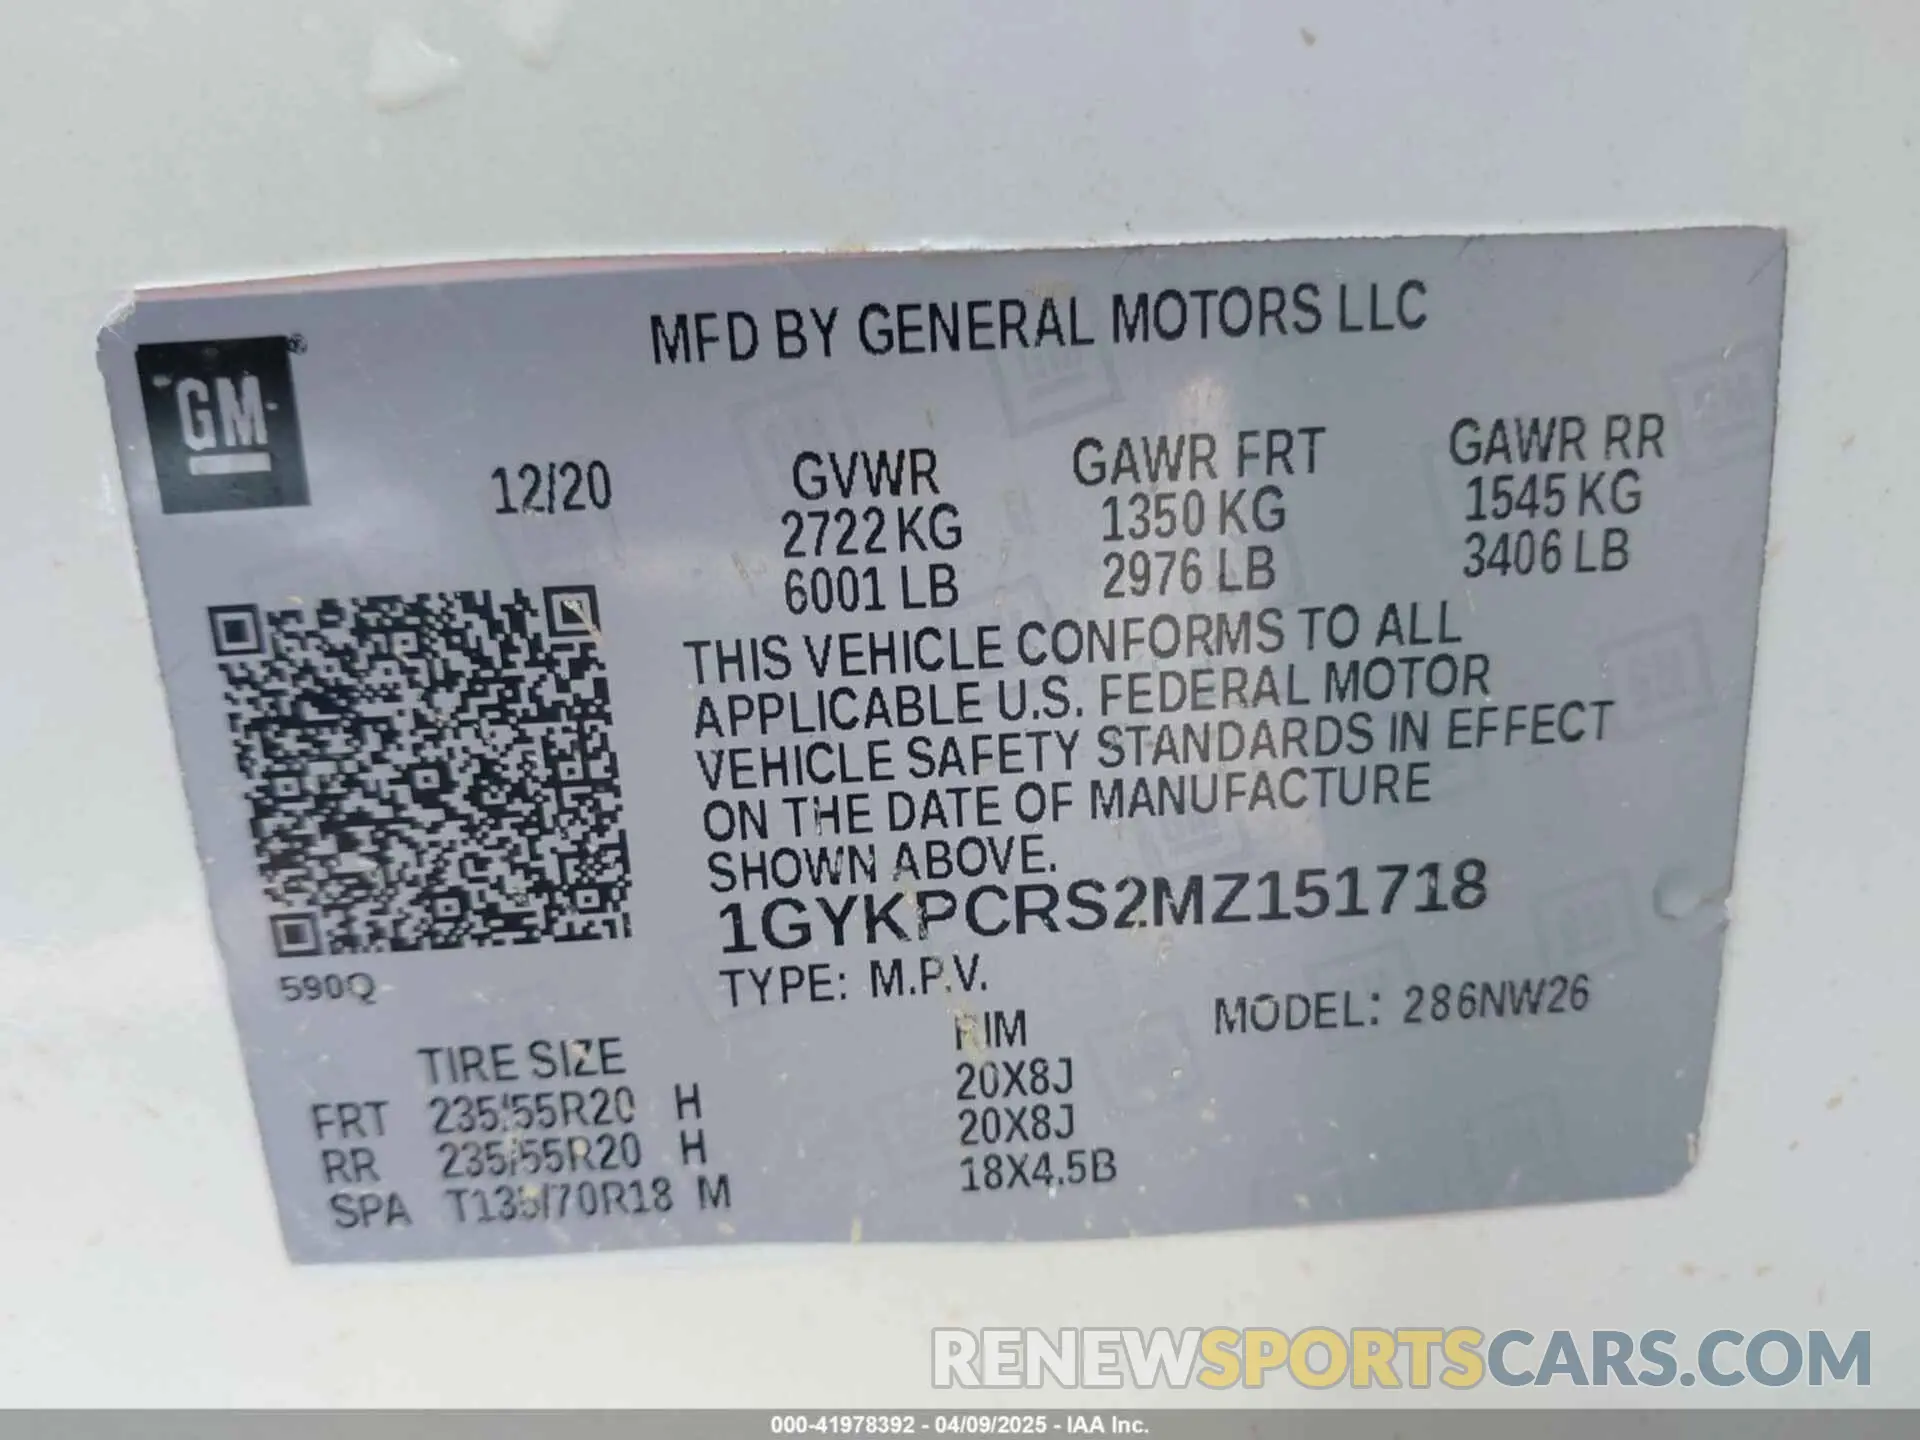 MFD BY GENERAL MOTORS LLC
GM
®
12/20 GVWR GAWR FRT GAWR RR
2722 KG 1350 KG 1545 KG
6001 LB 2976 LB 3406 LB
THIS VEHICLE CONFORMS TO ALL
APPLICABLE U.S. FEDERAL MOTOR
VEHICLE SAFETY STANDARDS IN EFFECT
ON THE DATE OF MANUFACTURE
SHOWN ABOVE.
1GYKPCRS2MZ151718
590Q
TYPE: M.P.V. MODEL: 286NW26
TIRE SIZE RIM
FRT 235/55R20 H 20X8J
RR 235/55R20 H 20X8J
SPA T135/70R18 M 18X4.5B
RENEWSPORTSCARS.COM
000-41978392 - 04/09/2025 - IAA Inc.